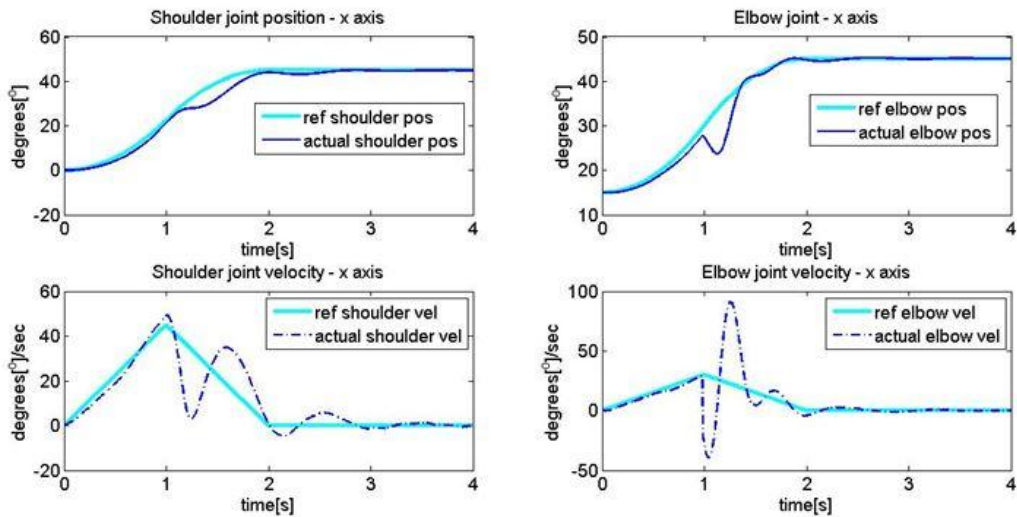 Shoulder joint position - x axis
60
40
20
0
-20
degrees[°]
ref shoulder pos
actual shoulder pos
0 1 2 3 4
time[s]
Elbow joint - x axis
50
40
30
20
10
degrees[°]
ref elbow pos
actual elbow pos
0 1 2 3 4
time[s]
Shoulder joint velocity - x axis
60
40
20
0
-20
degrees[°]/sec
ref shoulder vel
actual shoulder vel
0 1 2 3 4
time[s]
Elbow joint velocity - x axis
100
50
0
-50
degrees[°]/sec
ref elbow vel
actual elbow vel
0 1 2 3 4
time[s]